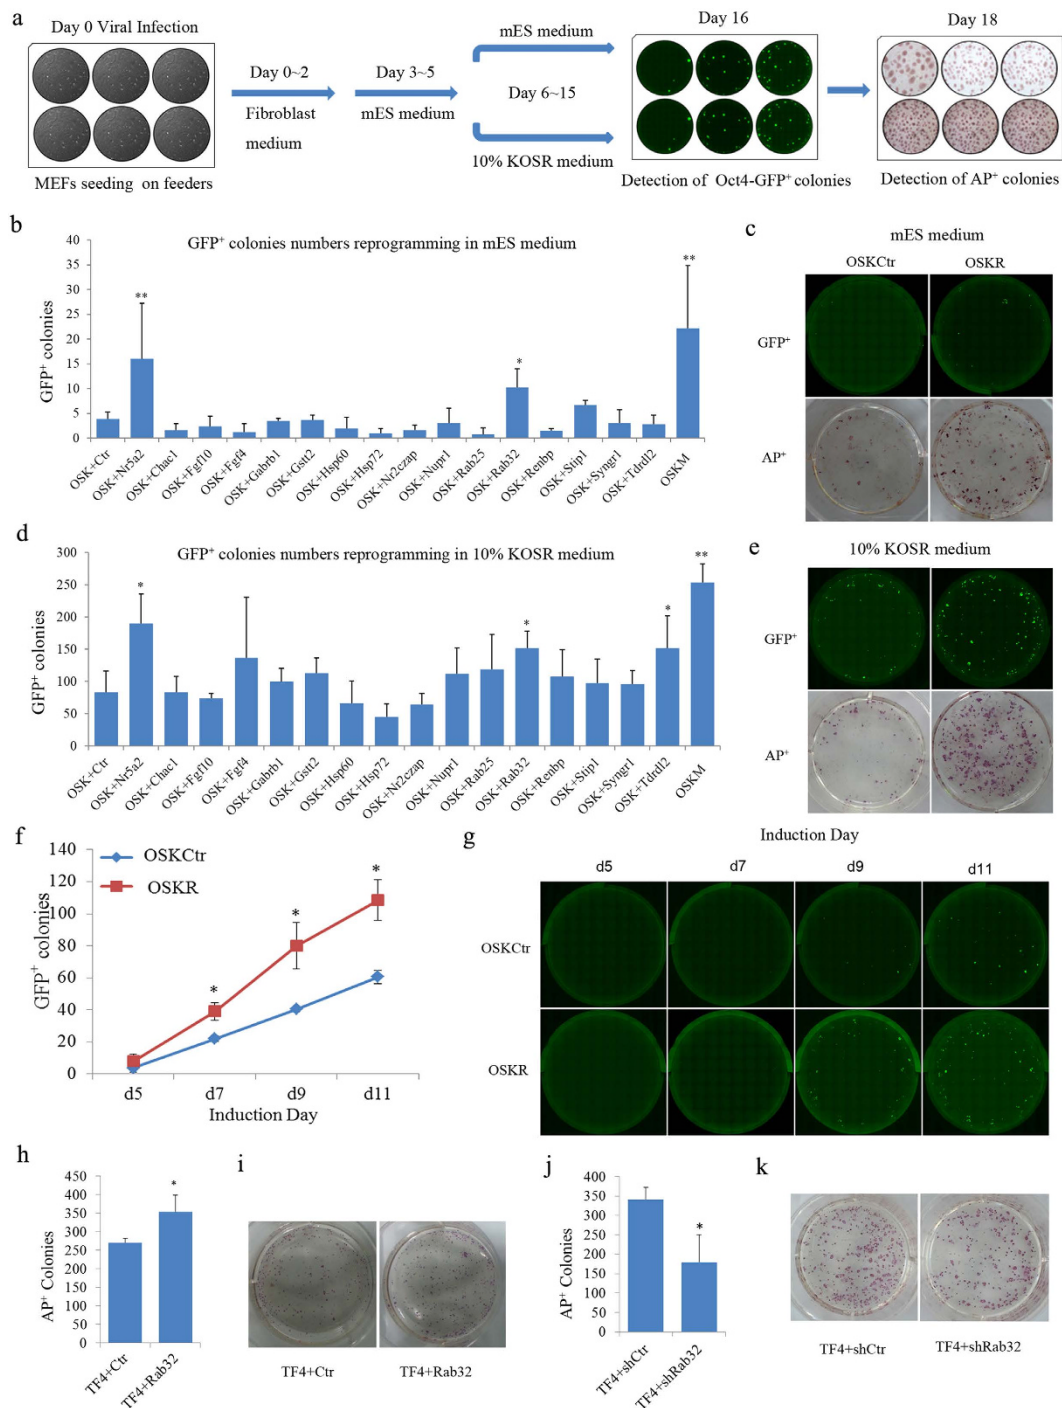 a
Day 0 Viral Infection
MEFs seeding on feeders
Day 0~2
Fibroblast
medium
Day 3~5
mES medium
mES medium
Day 6~15
10% KOSR medium
Day 16
Detection of Oct4-GFP+ colonies
Day 18
Detection of AP+ colonies
b
GFP+ colonies numbers reprogramming in mES medium
GFP+ colonies
40
35
30
25
20
15
10
5
0
**
*
**
OSK+Ctr
OSK+Nr5a2
OSK+Chac1
OSK+Fgf10
OSK+Fgf4
OSK+Gabrb1
OSK+Gstt2
OSK+Hsp60
OSK+Hsp72
OSK+Nr2czap
OSK+Nupr1
OSK+Rab25
OSK+Rab32
OSK+Renbp
OSK+Stip1
OSK+Syngr1
OSK+Tdrdl2
OSKM
c
mES medium
OSKCtr
OSKR
GFP+
AP+
d
GFP+ colonies numbers reprogramming in 10% KOSR medium
GFP+ colonies
300
250
200
150
100
50
0
*
*
*
**
OSK+Ctr
OSK+Nr5a2
OSK+Chac1
OSK+Fgf10
OSK+Fgf4
OSK+Gabrb1
OSK+Gstt2
OSK+Hsp60
OSK+Hsp72
OSK+Nr2czap
OSK+Nupr1
OSK+Rab25
OSK+Rab32
OSK+Renbp
OSK+Stip1
OSK+Syngr1
OSK+Tdrdl2
OSKM
e
10% KOSR medium
GFP+
AP+
f
GFP+ colonies
140
120
100
80
60
40
20
0
OSKCtr
OSKR
*
*
*
d5
d7
d9
d11
Induction Day
g
Induction Day
d5
d7
d9
d11
OSKCtr
OSKR
h
AP+ Colonies
450
400
350
300
250
200
150
100
50
0
*
TF4+Ctr
TF4+Rab32
i
TF4+Ctr
TF4+Rab32
j
AP+ Colonies
400
350
300
250
200
150
100
50
0
*
TF4+shCtr
TF4+shRab32
k
TF4+shCtr
TF4+shRab32